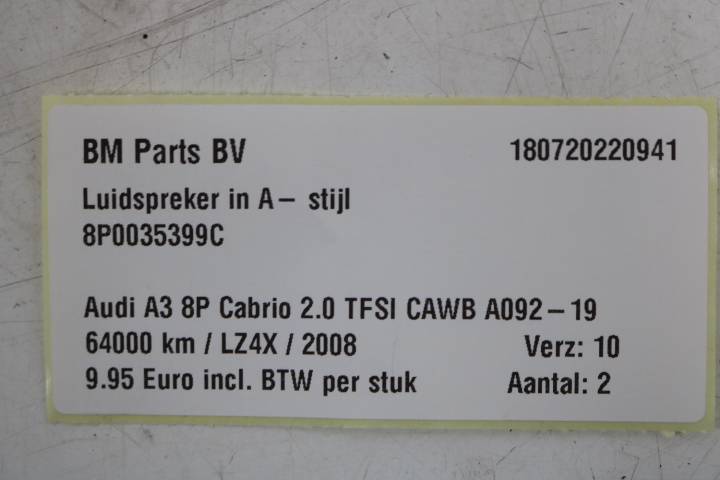 BM Parts BV 180720220941
Luidspreker in A- stijl
8P0035399C
Audi A3 8P Cabrio 2.0 TFSI CAWB A092-19
64000 km / LZ4X / 2008 Verz: 10
9.95 Euro incl. BTW per stuk Aantal: 2